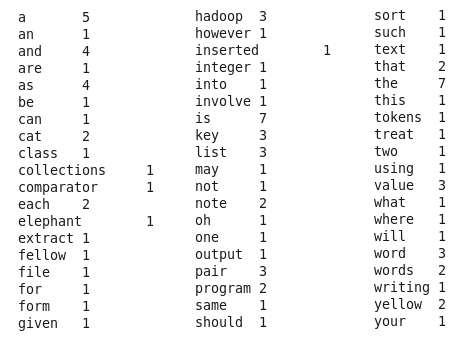 a 5
an 1
and 4
are 1
as 4
be 1
can 1
cat 2
class 1
collections 1
comparator 1
each 2
elephant 1
extract 1
fellow 1
file 1
for 1
form 1
given 1
hadoop 3
however 1
inserted 1
integer 1
into 1
involve 1
is 7
key 3
list 3
may 1
not 1
note 2
oh 1
one 1
output 1
pair 3
program 2
same 1
should 1
sort 1
such 1
text 1
that 2
the 7
this 1
tokens 1
treat 1
two 1
using 1
value 3
what 1
where 1
will 1
word 3
words 2
writing 1
yellow 2
your 1